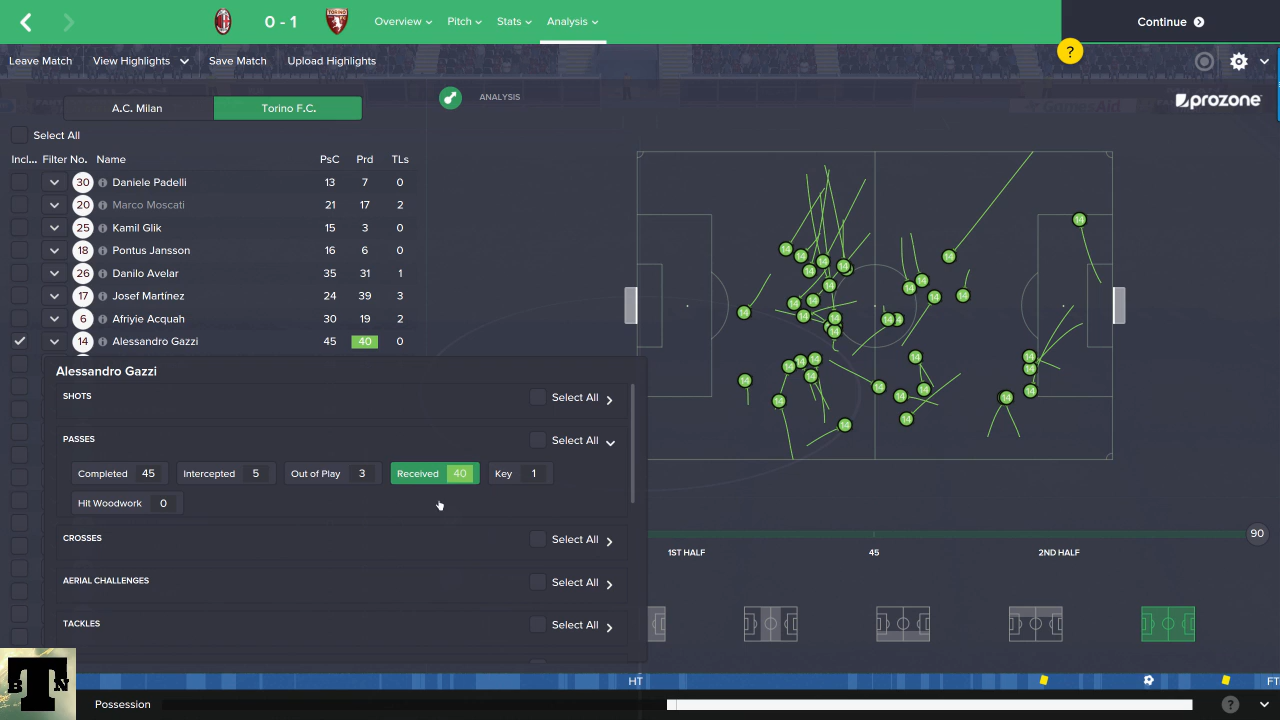 0 - 1 Overview Pitch Stats Analysis Continue
?
Leave Match View Highlights Save Match Upload Highlights
A.C. Milan Torino F.C. ANALYSIS GamesAid prozone
Select All
Incl... Filter No. Name PsC Prd TLs
30 Daniele Padelli 13 7 0
20 Marco Moscati 21 17 2
25 Kamil Glik 15 3 0
18 Pontus Jansson 16 6 0
26 Danilo Avelar 35 31 1
17 Josef Martínez 24 39 3
6 Afriyie Acquah 30 19 2
14 Alessandro Gazzi 45 40 0
Alessandro Gazzi
SHOTS Select All
PASSES Select All
Completed 45 Intercepted 5 Out of Play 3 Received 40 Key 1
Hit Woodwork 0
CROSSES Select All
AERIAL CHALLENGES Select All
TACKLES Select All
90
1ST HALF 45 2ND HALF
HT FT
BTN
Possession ?